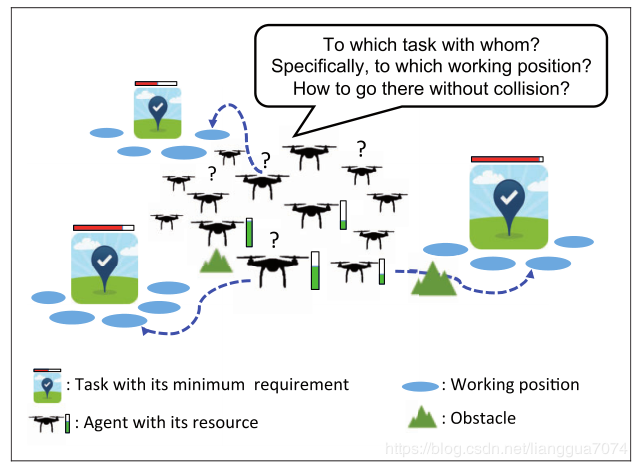 To which task with whom?
Specifically, to which working position?
How to go there without collision?
?
?
?
?
: Task with its minimum requirement
: Working position
: Agent with its resource
: Obstacle
https://blog.csdn.net/lianggua7074